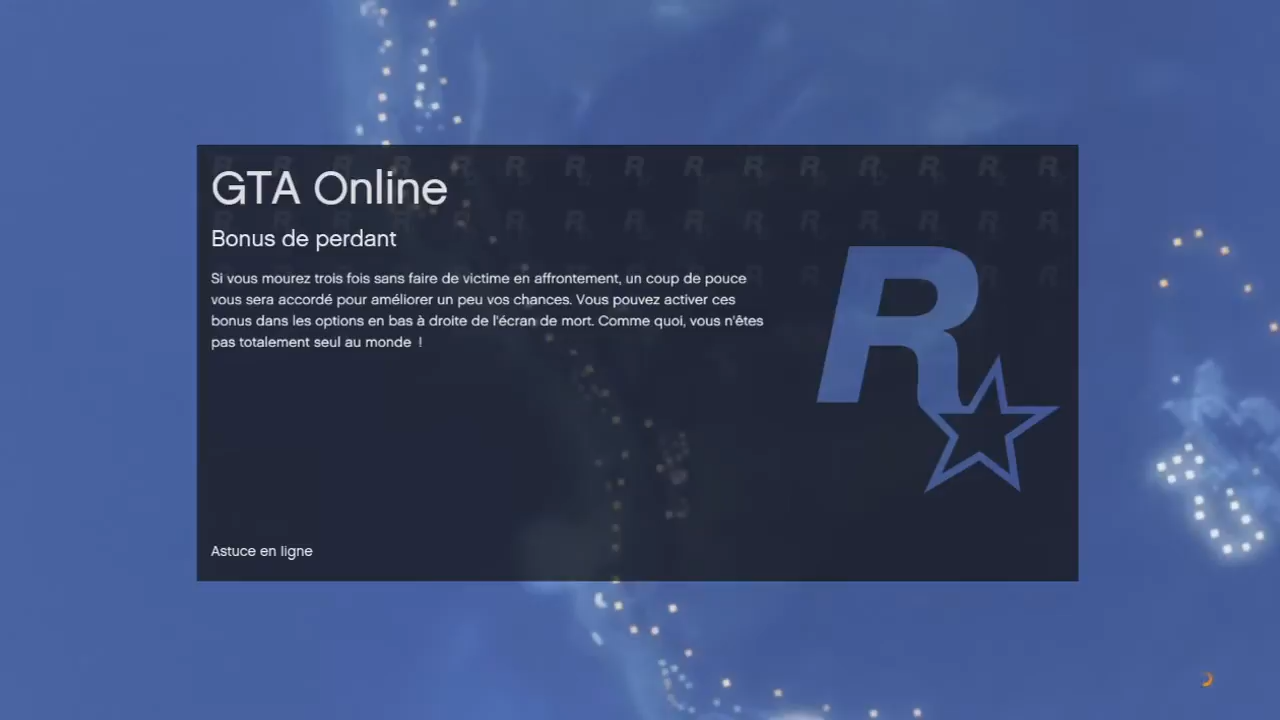 GTA Online
Bonus de perdant
Si vous mourez trois fois sans faire de victime en affrontement, un coup de pouce
vous sera accordé pour améliorer un peu vos chances. Vous pouvez activer ces
bonus dans les options en bas à droite de l'écran de mort. Comme quoi, vous n'êtes
pas totalement seul au monde !
R
Astuce en ligne